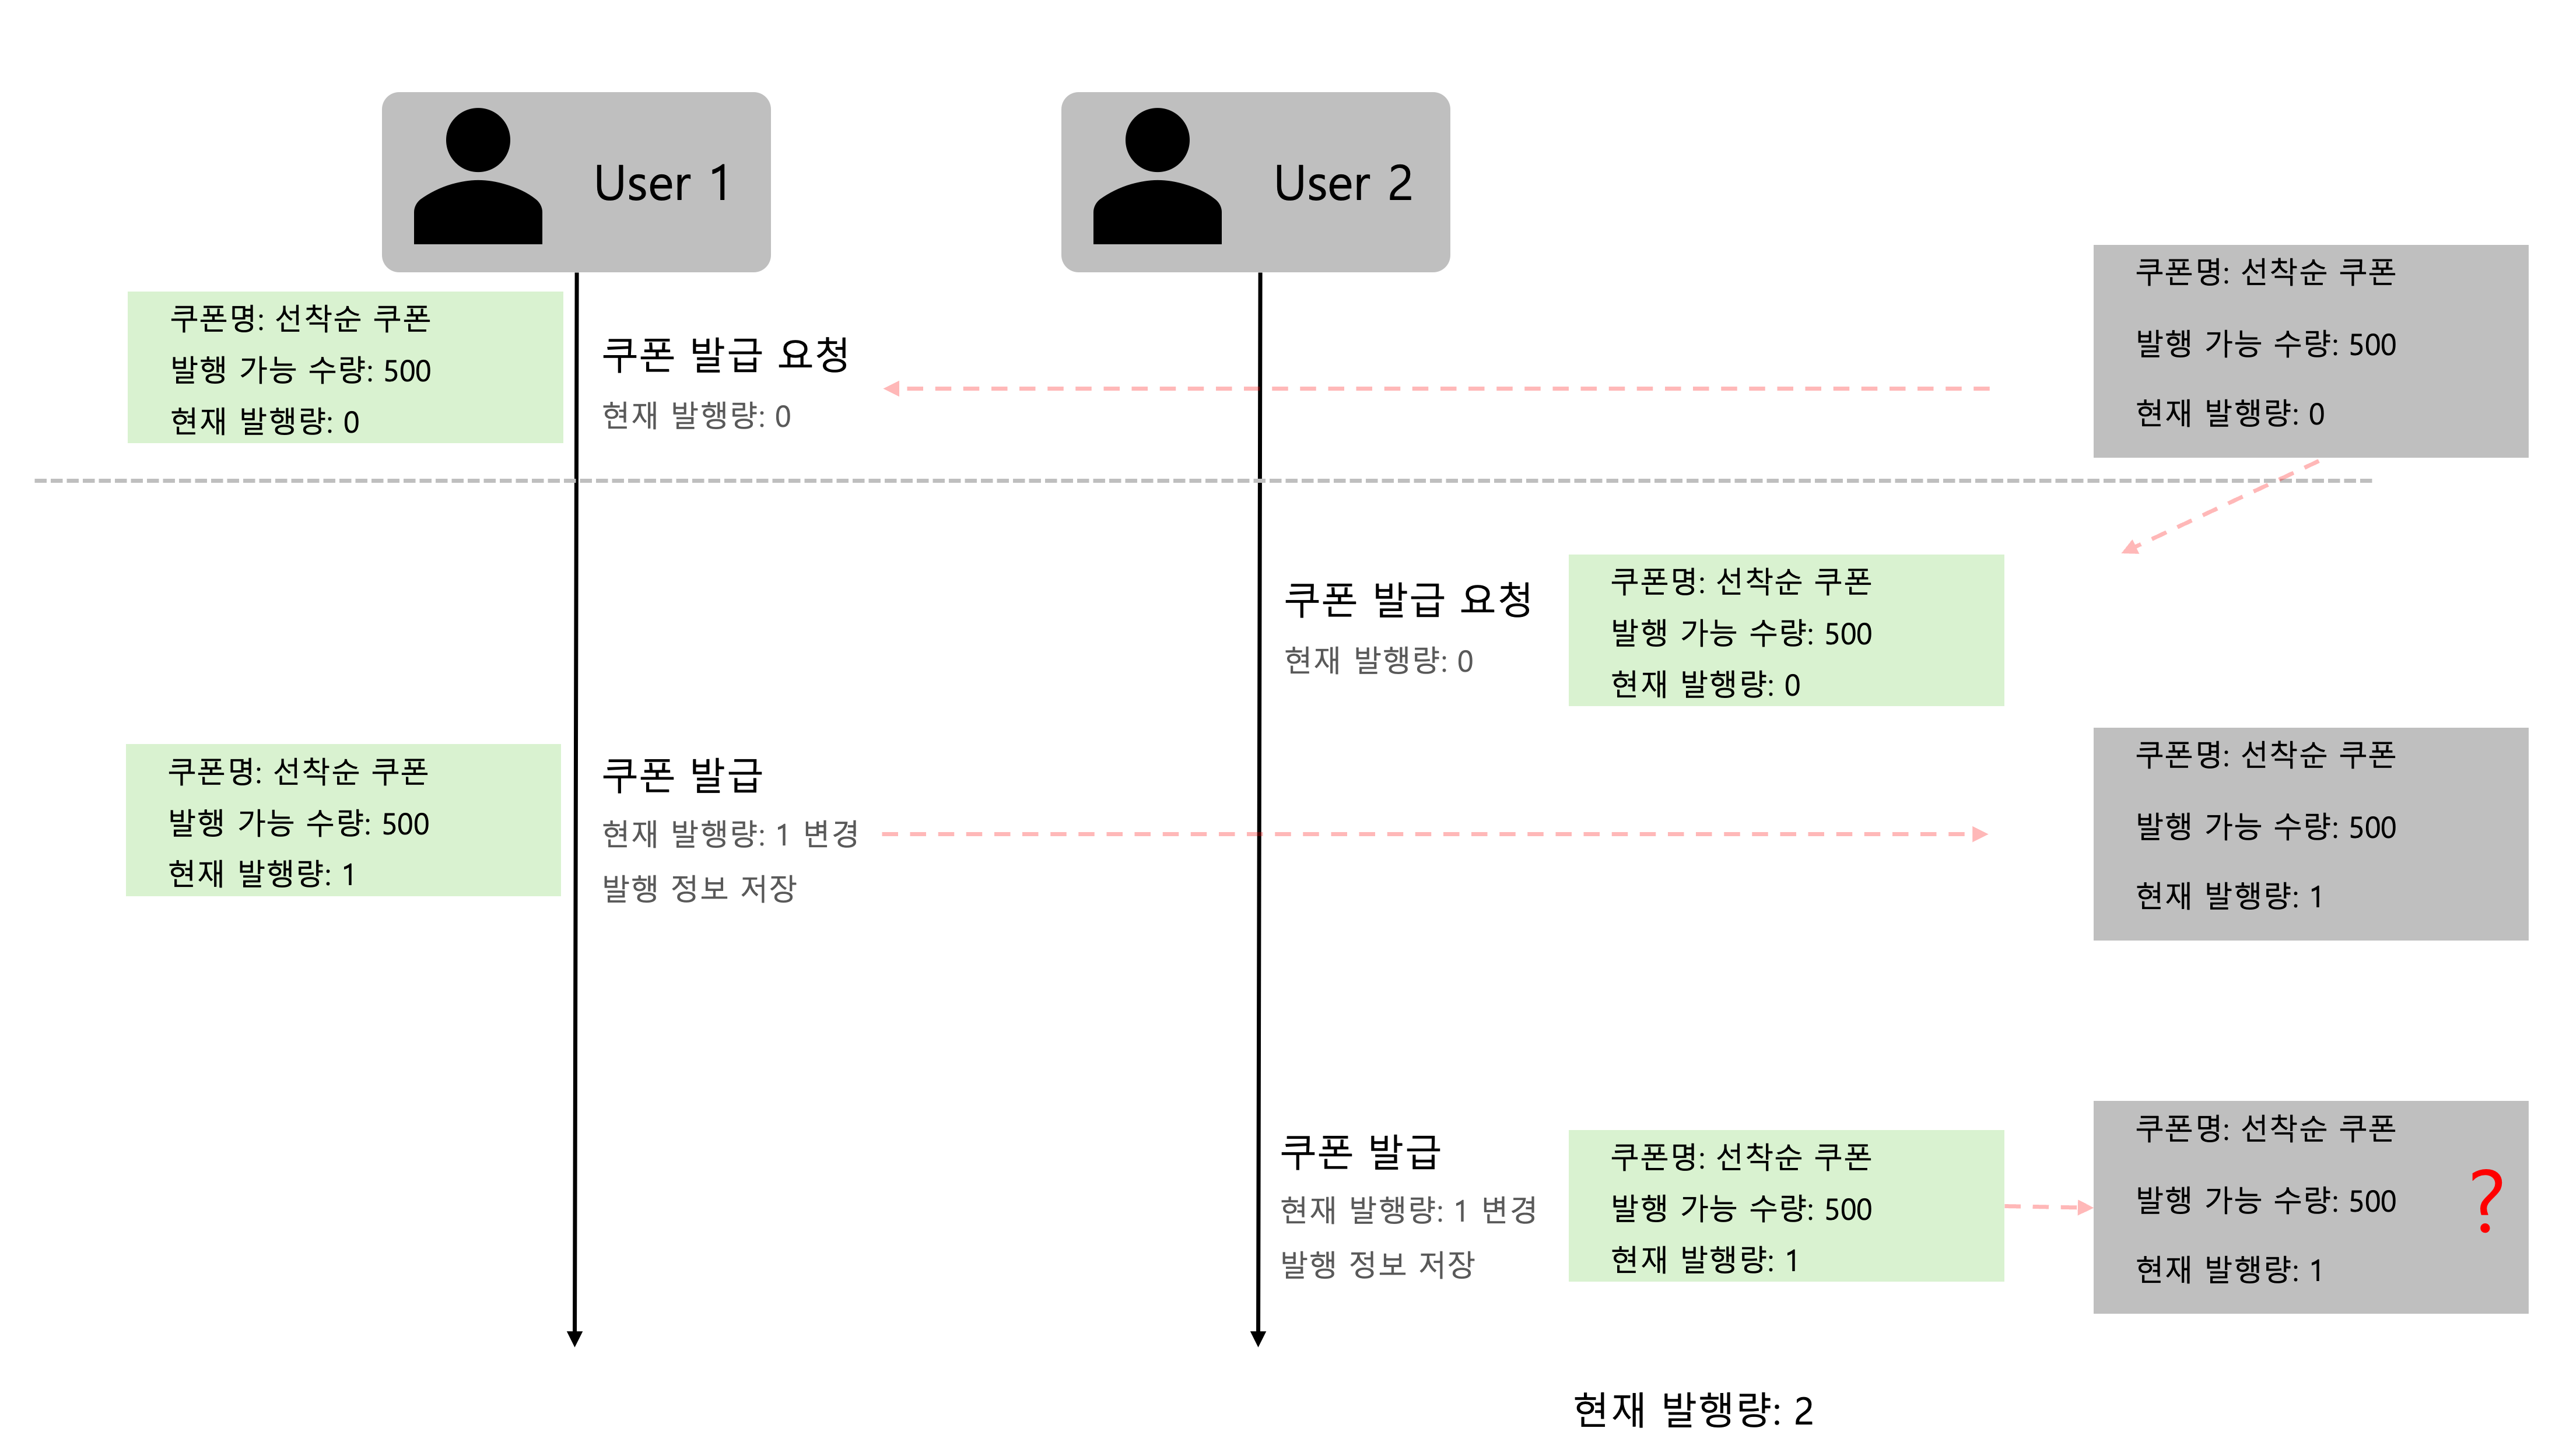 User 1
User 2
쿠폰명: 선착순 쿠폰
발행 가능 수량: 500
현재 발행량: 0
쿠폰명: 선착순 쿠폰
발행 가능 수량: 500
현재 발행량: 0
쿠폰 발급 요청
현재 발행량: 0
쿠폰 발급 요청
현재 발행량: 0
쿠폰명: 선착순 쿠폰
발행 가능 수량: 500
현재 발행량: 0
쿠폰명: 선착순 쿠폰
발행 가능 수량: 500
현재 발행량: 1
쿠폰 발급
현재 발행량: 1 변경
발행 정보 저장
쿠폰명: 선착순 쿠폰
발행 가능 수량: 500
현재 발행량: 1
쿠폰 발급
현재 발행량: 1 변경
발행 정보 저장
쿠폰명: 선착순 쿠폰
발행 가능 수량: 500
현재 발행량: 1
쿠폰명: 선착순 쿠폰
발행 가능 수량: 500
현재 발행량: 1
?
현재 발행량: 2